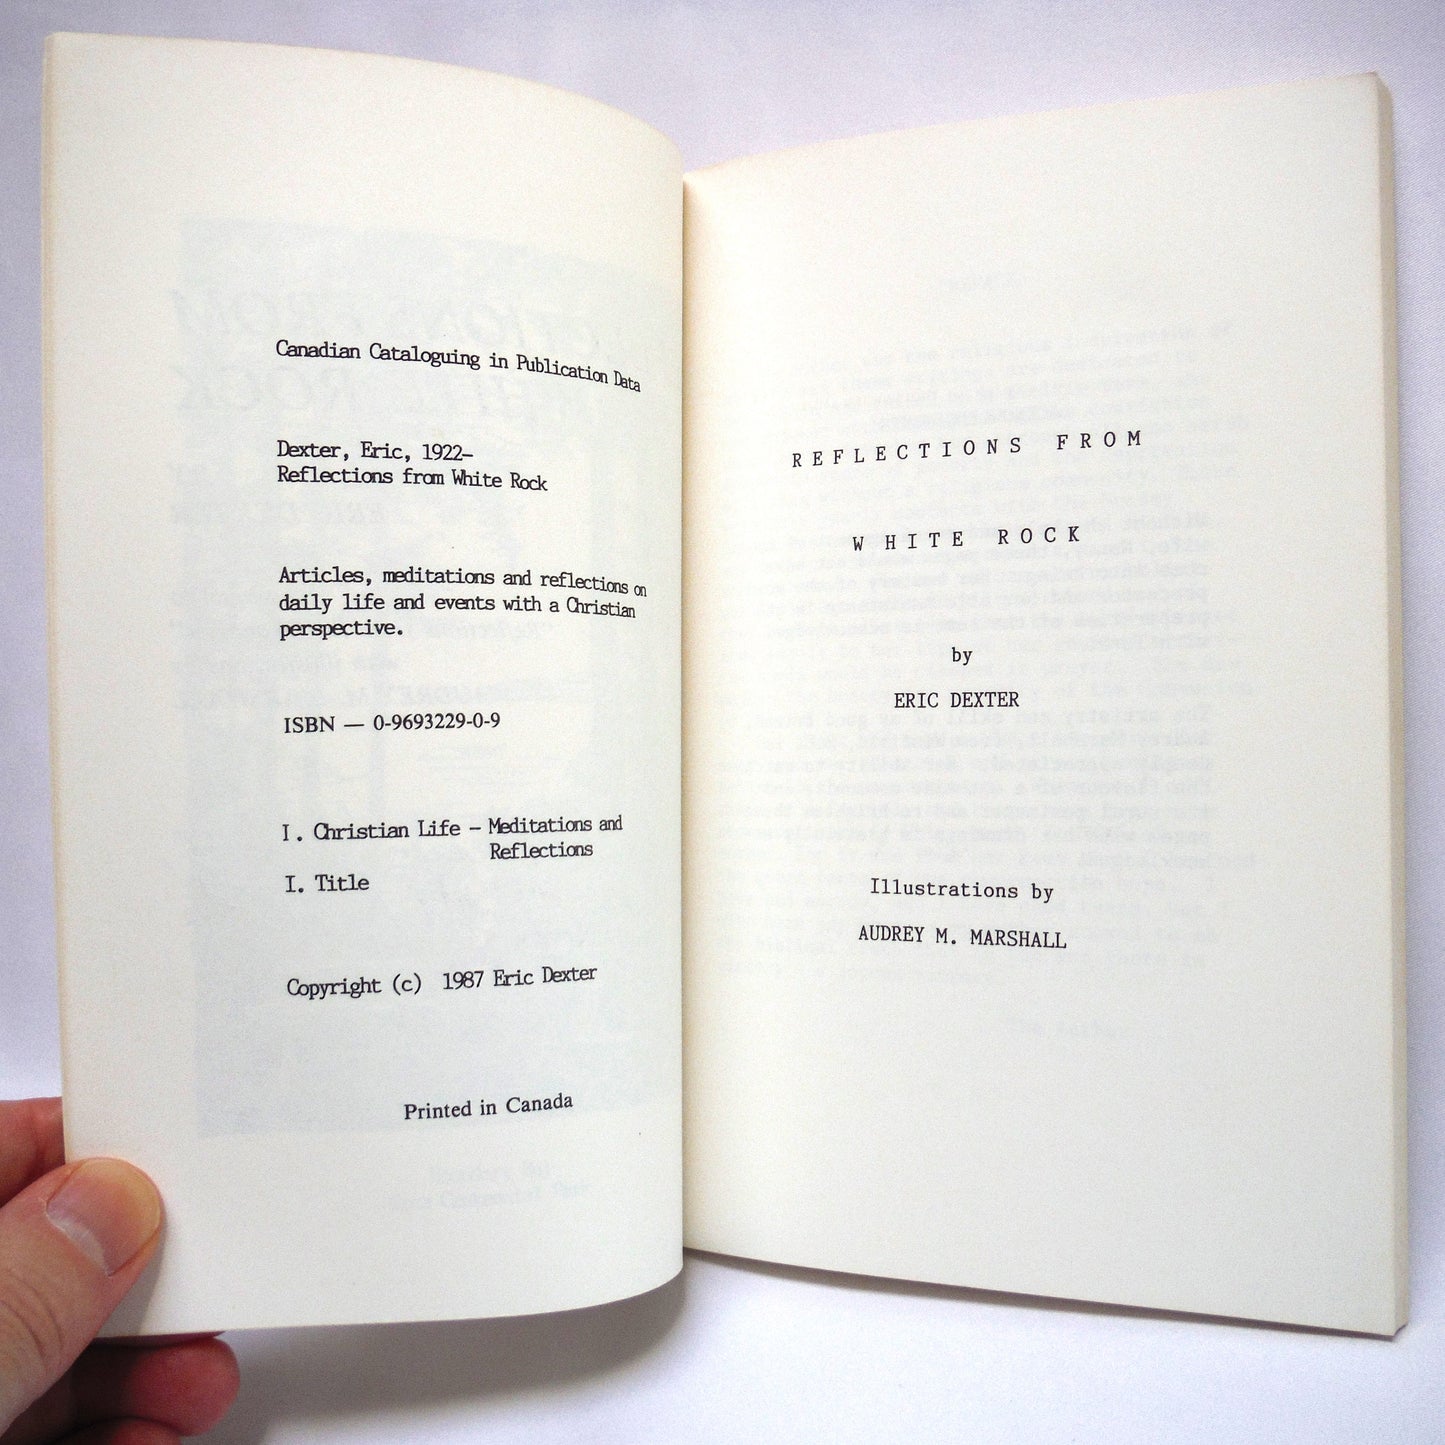 Canadian Cataloguing in Publication Data
Dexter, Eric, 1922–
Reflections from White Rock
Articles, meditations and reflections on
daily life and events with a Christian
perspective.
ISBN — 0-9693229-0-9
I. Christian Life – Meditations and
Reflections
I. Title
Copyright (c) 1987 Eric Dexter
Printed in Canada
REFLECTIONS FROM
WHITE ROCK
by
ERIC DEXTER
Illustrations by
AUDREY M. MARSHALL